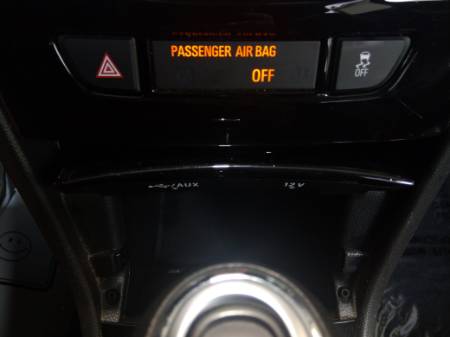 PASSENGER AIR BAG
OFF
OFF
AUX
12V